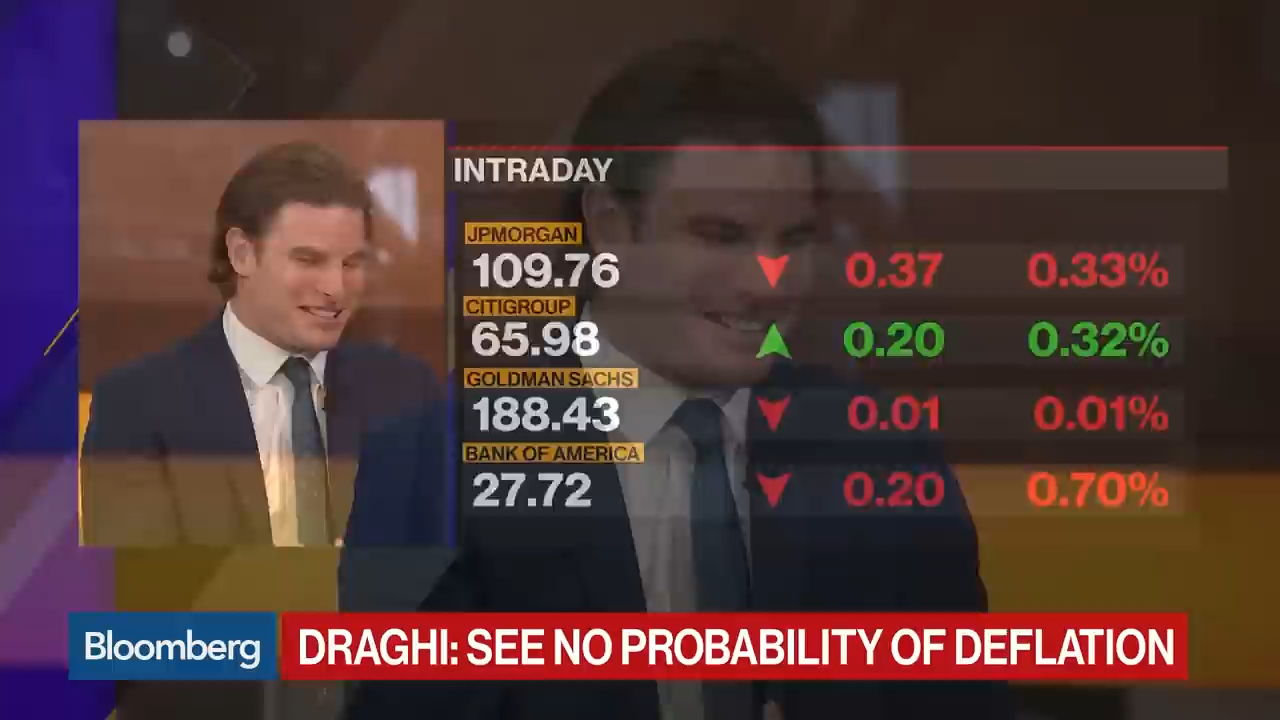 INTRADAY
JPMORGAN
109.76 0.37 0.33%
CITIGROUP
65.98 0.20 0.32%
GOLDMAN SACHS
188.43 0.01 0.01%
BANK OF AMERICA
27.72 0.20 0.70%
Bloomberg DRAGHI: SEE NO PROBABILITY OF DEFLATION